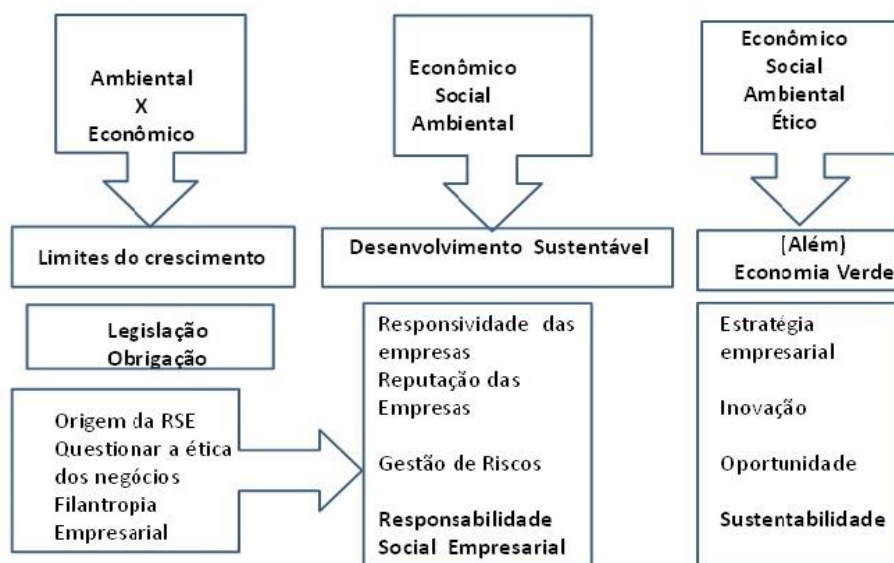 Ambiental
X
Econômico
Econômico
Social
Ambiental
Econômico
Social
Ambiental
Ético
Limites do crescimento
Desenvolvimento Sustentável
(Além)
Economia Verde
Legislação
Obrigação
Origem da RSE
Questionar a ética
dos negócios
Filantropia
Empresarial
Responsividade das
empresas
Reputação das
Empresas
Gestão de Riscos
Responsabilidade
Social Empresarial
Estratégia
empresarial
Inovação
Oportunidade
Sustentabilidade